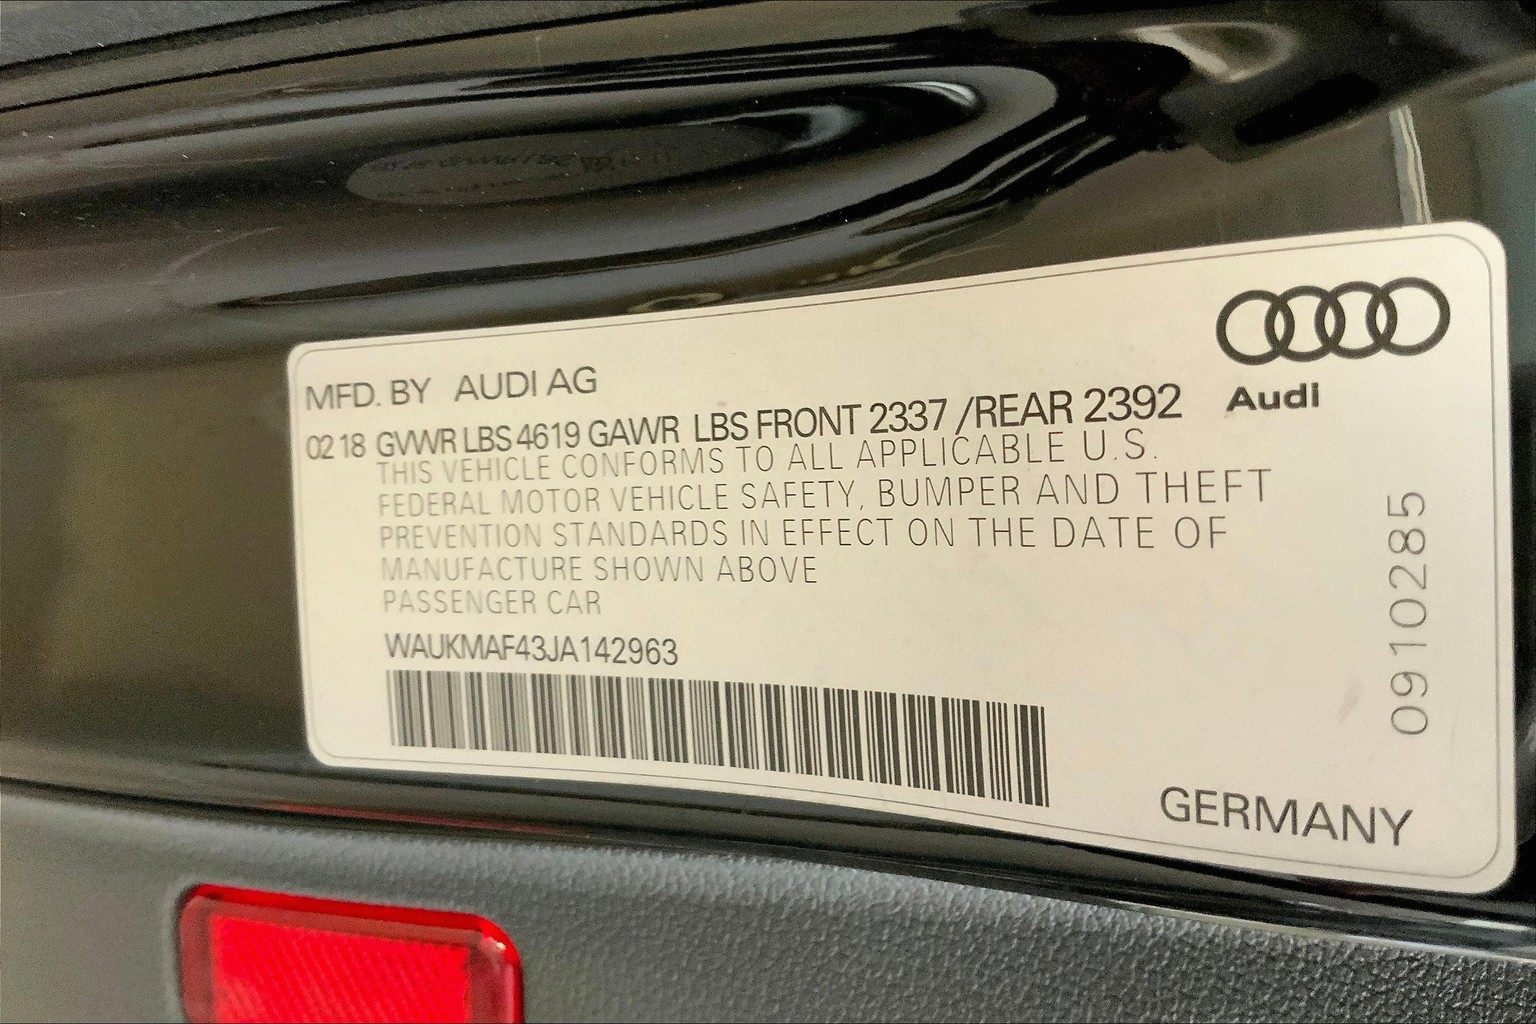 MFD. BY AUDI AG
Audi
02 18 GVWR LBS 4619 GAWR LBS FRONT 2337 /REAR 2392
THIS VEHICLE CONFORMS TO ALL APPLICABLE U.S.
FEDERAL MOTOR VEHICLE SAFETY, BUMPER AND THEFT
PREVENTION STANDARDS IN EFFECT ON THE DATE OF
MANUFACTURE SHOWN ABOVE
PASSENGER CAR
WAUKMAF43JA142963
0910285
GERMANY